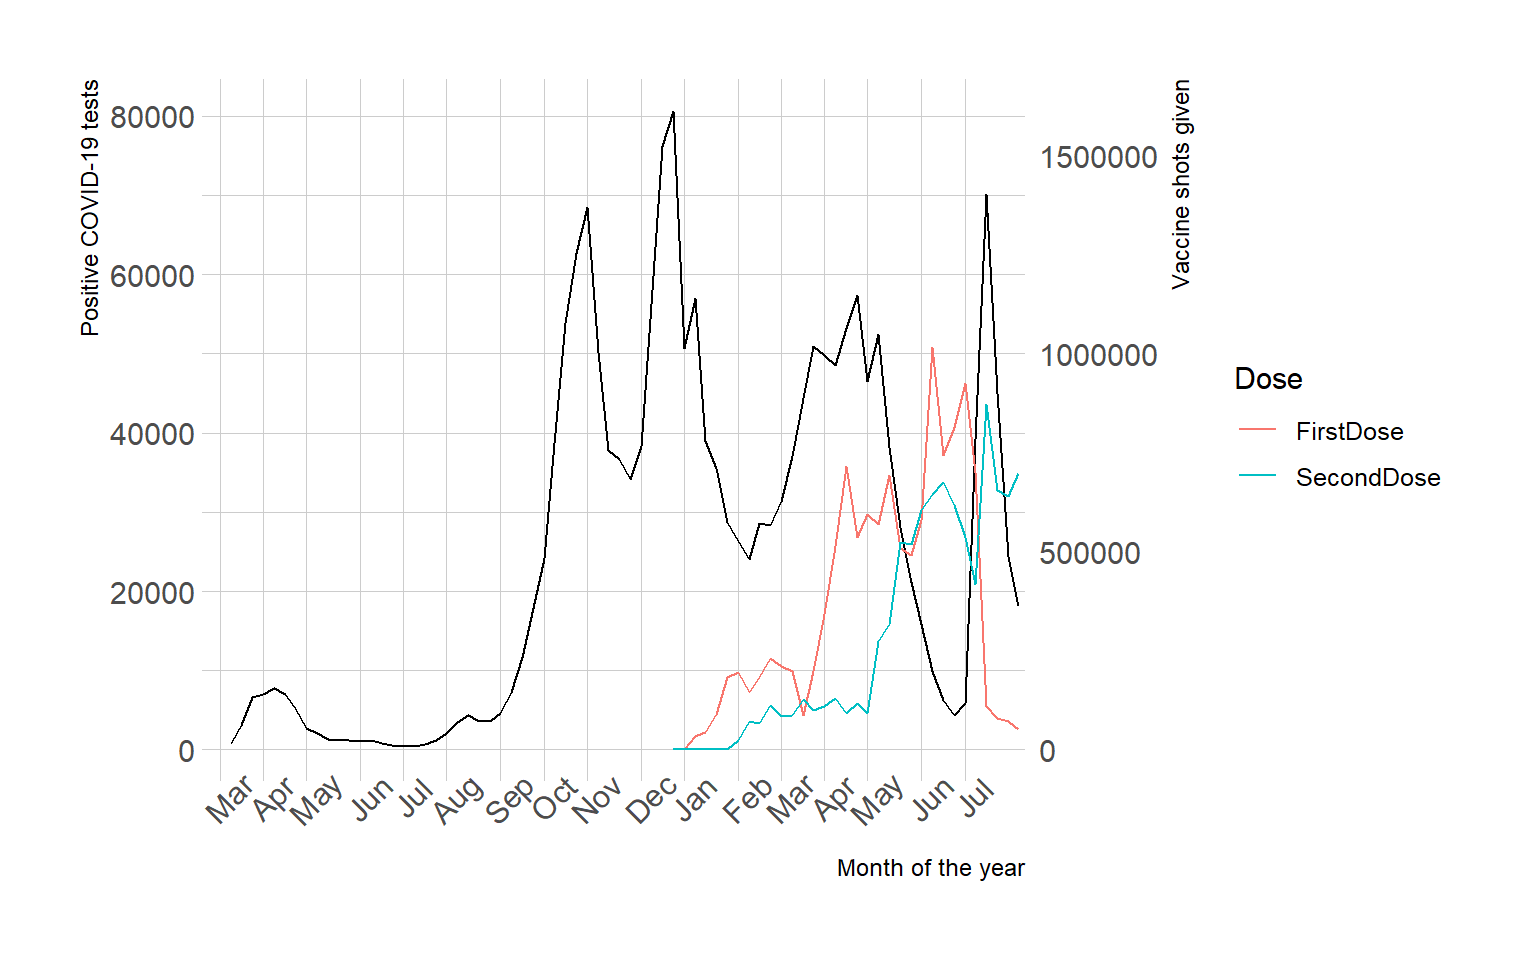 Positive COVID-19 tests
80000
60000
40000
20000
0
Vaccine shots given
1500000
1000000
500000
0
Mar
Apr
May
Jun
Jul
Aug
Sep
Oct
Nov
Dec
Jan
Feb
Mar
Apr
May
Jun
Jul
Month of the year
Dose
FirstDose
SecondDose